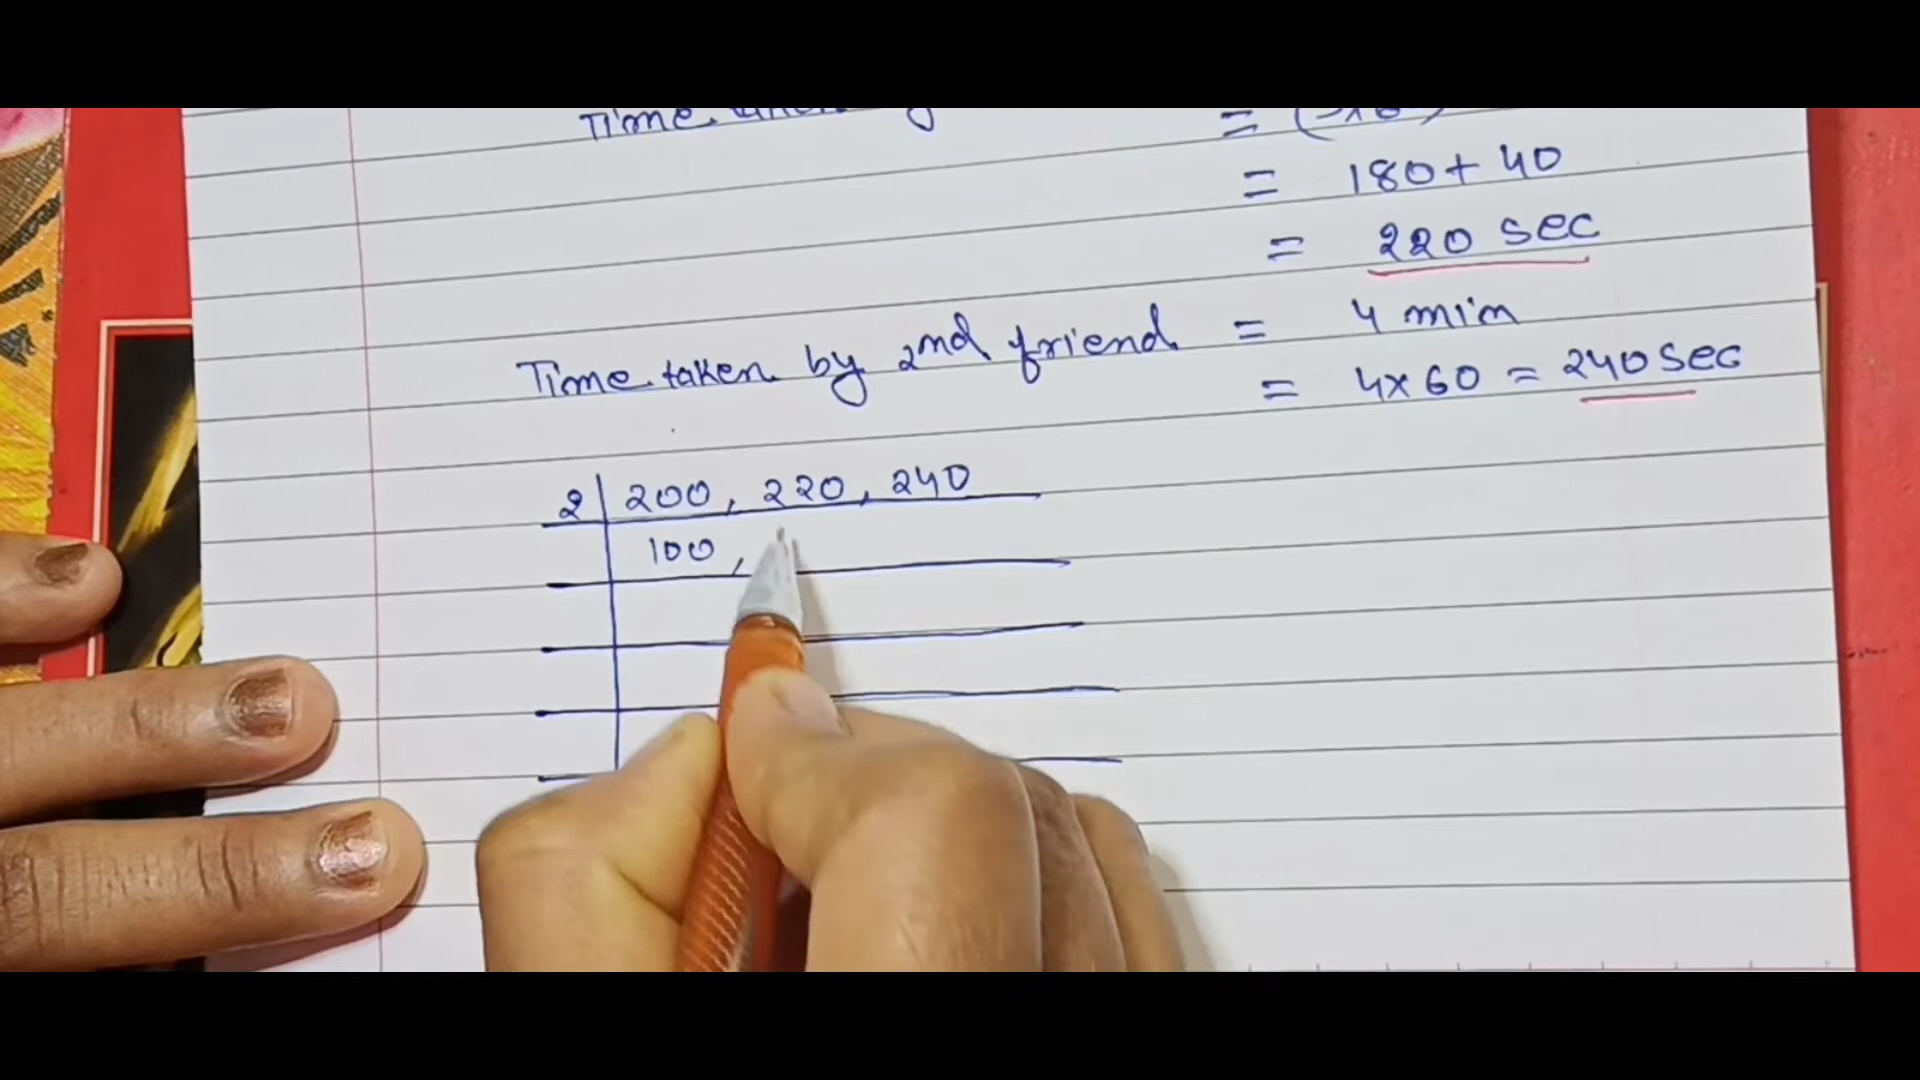 Time
= 180 + 40
= 220 sec
Time taken by 2nd friend = 4 min
= 4x60 = 240 sec
2 | 200, 220, 240
100,